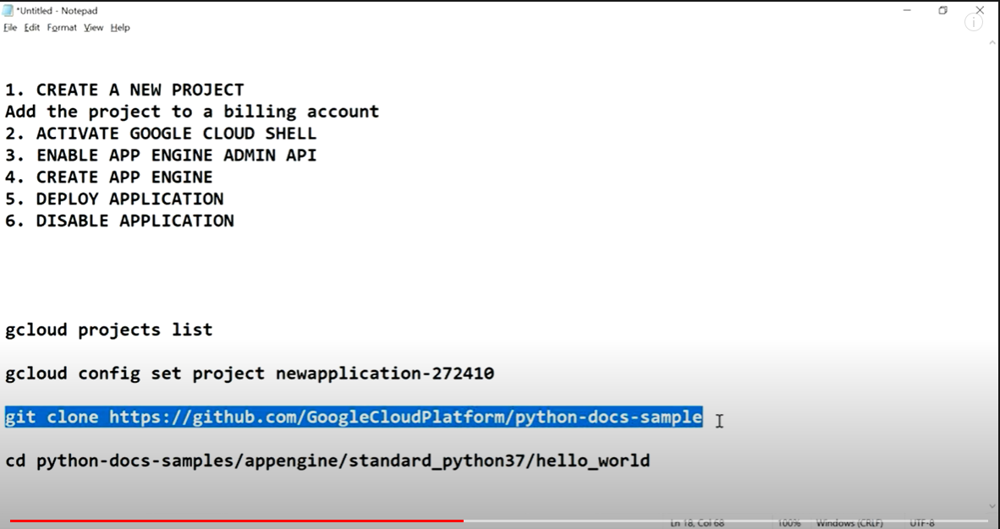 *Untitled - Notepad
File Edit Format View Help
1. CREATE A NEW PROJECT
Add the project to a billing account
2. ACTIVATE GOOGLE CLOUD SHELL
3. ENABLE APP ENGINE ADMIN API
4. CREATE APP ENGINE
5. DEPLOY APPLICATION
6. DISABLE APPLICATION
gcloud projects list
gcloud config set project newapplication-272410
git clone https://github.com/GoogleCloudPlatform/python-docs-sample
cd python-docs-samples/appengine/standard_python37/hello_world
Ln 18, Col 68 100% Windows (CRLF) UTF-8